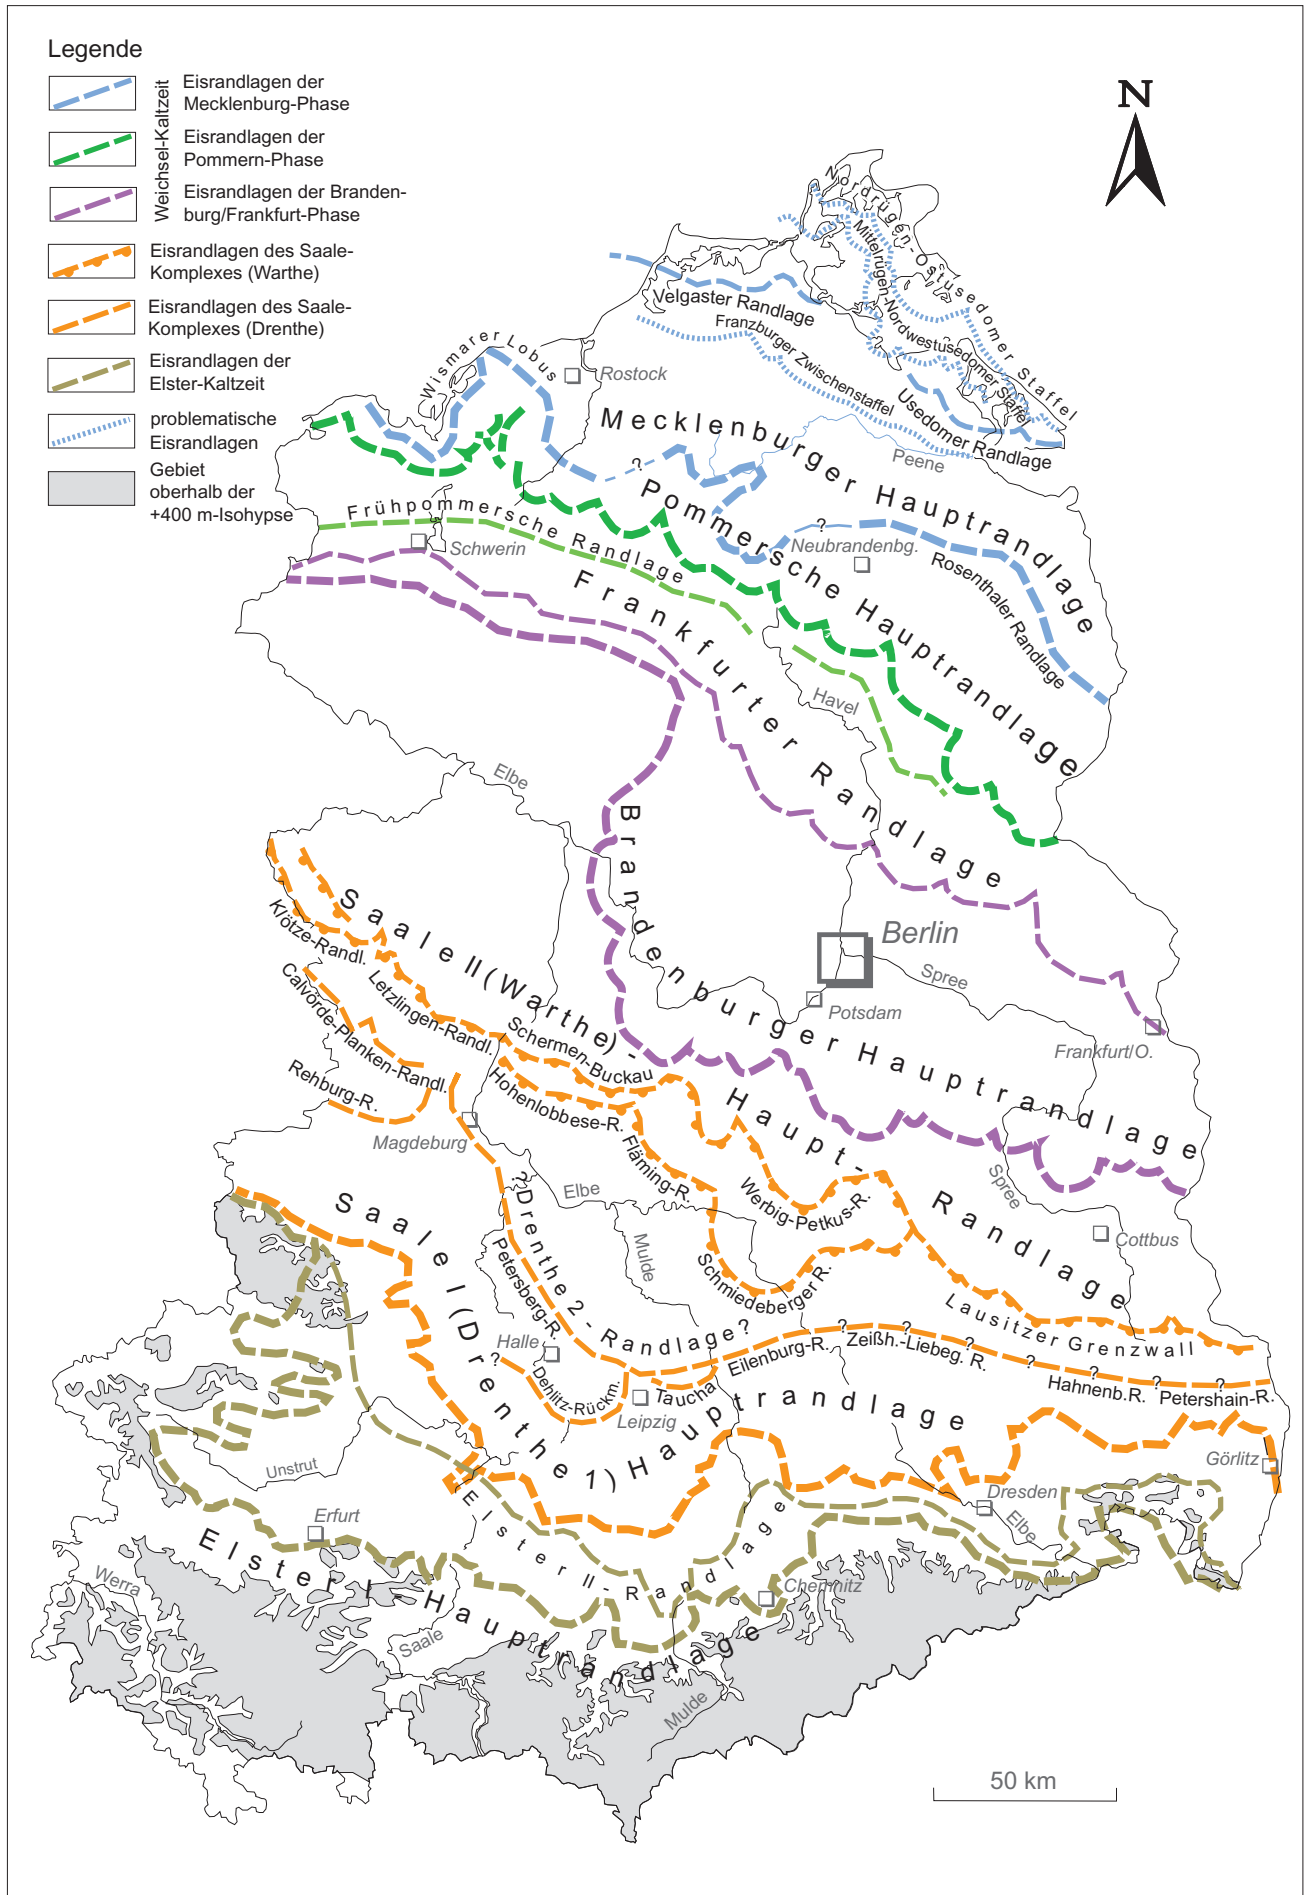 Legende
Weichsel-Kaltzeit
Eisrandlagen der
Mecklenburg-Phase
Eisrandlagen der
Pommern-Phase
Eisrandlagen der Branden-
burg/Frankfurt-Phase
Eisrandlagen des Saale-
Komplexes (Warthe)
Eisrandlagen des Saale-
Komplexes (Drenthe)
Eisrandlagen der
Elster-Kaltzeit
problematische
Eisrandlagen
Gebiet
oberhalb der
+400 m-Isohypse
N
Nordrügen-Ostusedomer Staffel
Mittelrügen-Nordwestusedomer Staffel
Velgaster Randlage
Franzburger Zwischenstaffel
Usedomer Randlage
Wismarer Lobus
Rostock
Mecklenburger Hauptrandlage
Peene
?
Pommersche Hauptrandlage
?
Neubrandenbg.
Rosenthaler Randlage
Frühpommersche Randlage
Schwerin
Frankfurter Randlage
Havel
Elbe
Brandenburger Hauptrandlage
Berlin
Spree
Potsdam
Frankfurt/O.
Saale II (Warthe) -
Haupt-
Randlage
Klötze-Randl.
Letzlingen-Randl.
Calvörde-Planken-Randl.
Rehburg-R.
Schermen-Buckau
Hohenlobbese-R.
Fläming-R.
Magdeburg
Werbig-Petkus-R.
Elbe
Mulde
Spree
Cottbus
Schmiedeberger R.
Lausitzer Grenzwall
Saale I (Drenthe 1) Hauptrandlage
? Drenthe 2 - Randlage ?
Petersberg-R.
Halle
?
Dehlitz-Rückm.
Leipzig
Taucha
Eilenburg-R.
?
Zeißh.-Liebeg. R.
?
?
?
Hahnenb.R.
?
Petershain-R.
?
Görlitz
Unstrut
Erfurt
Elster II-Randlage
Dresden
Elbe
Chemnitz
Elster I Hauptrandlage
Werra
Saale
Mulde
50 km